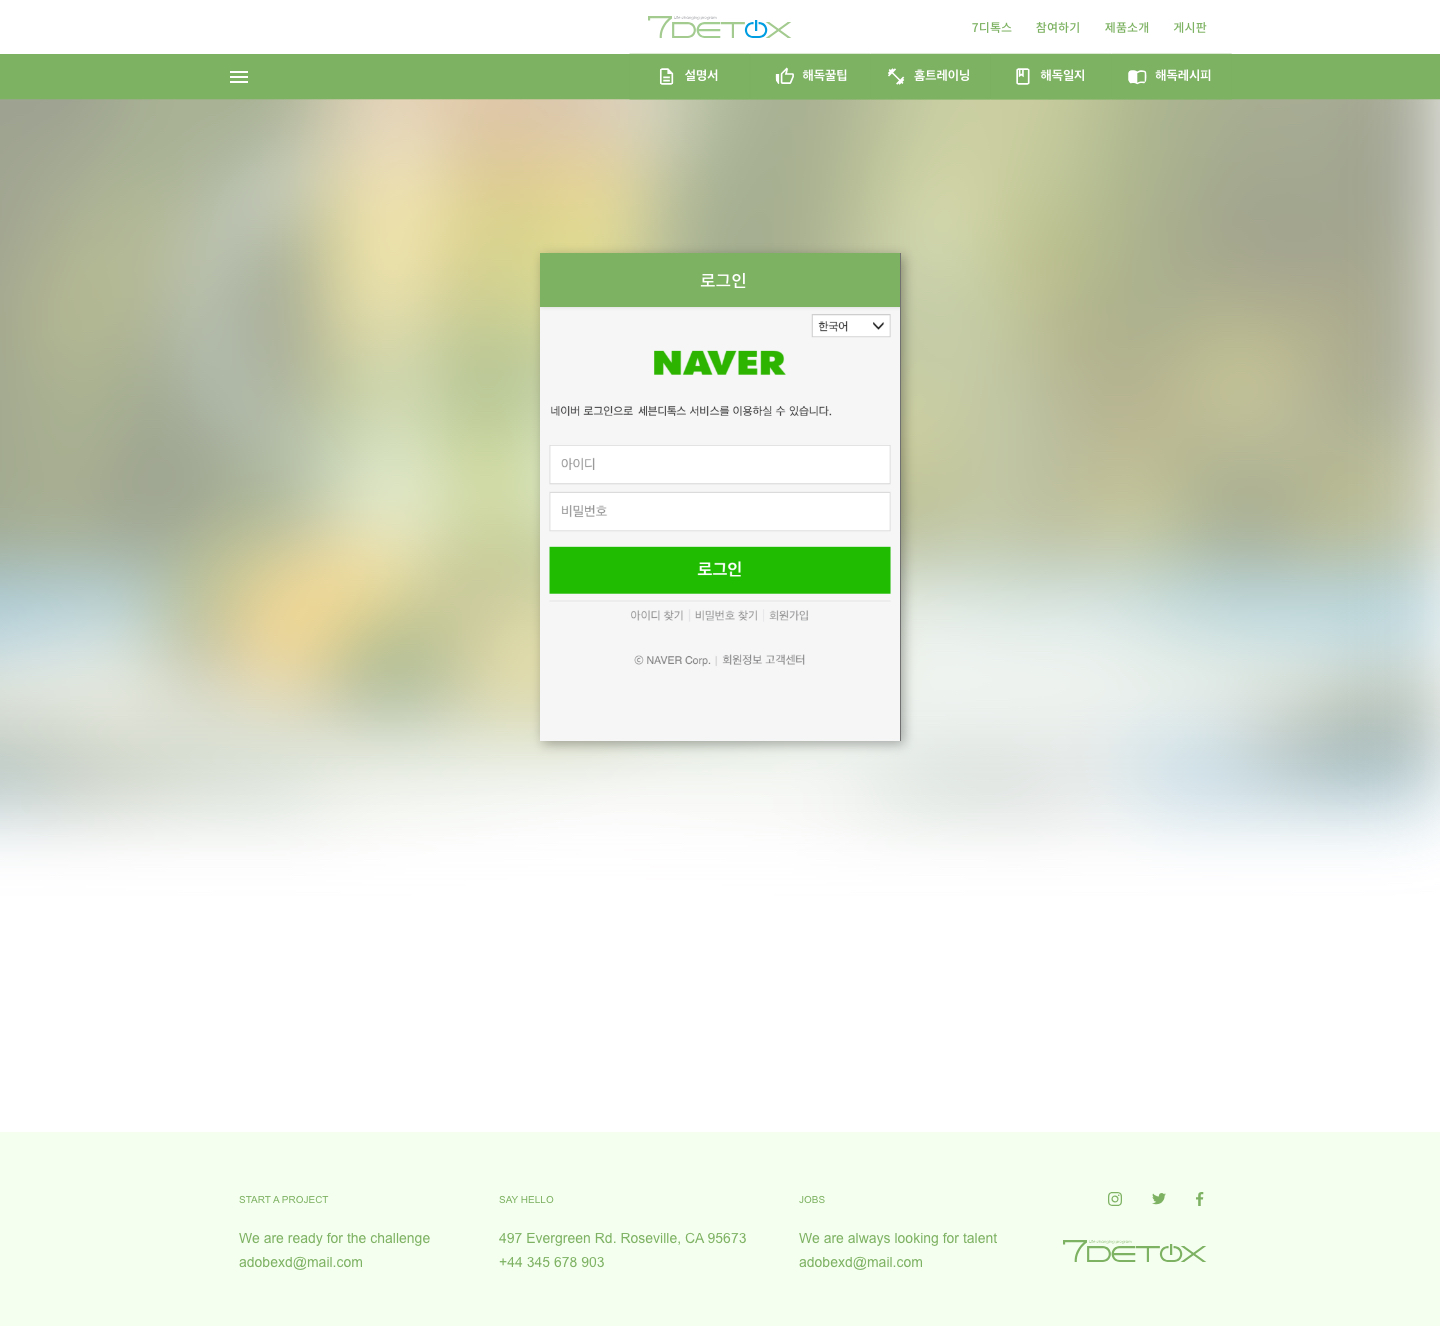 7DETOX
7디톡스 참여하기 제품소개 게시판
설명서 해독꿀팁 홈트레이닝 해독일지 해독레시피
로그인
한국어
NAVER
네이버 로그인으로 세븐디톡스 서비스를 이용하실 수 있습니다.
아이디
비밀번호
로그인
아이디 찾기 | 비밀번호 찾기 | 회원가입
© NAVER Corp. | 회원정보 고객센터
START A PROJECT
We are ready for the challenge
adobexd@mail.com
SAY HELLO
497 Evergreen Rd. Roseville, CA 95673
+44 345 678 903
JOBS
We are always looking for talent
adobexd@mail.com
7DETOX